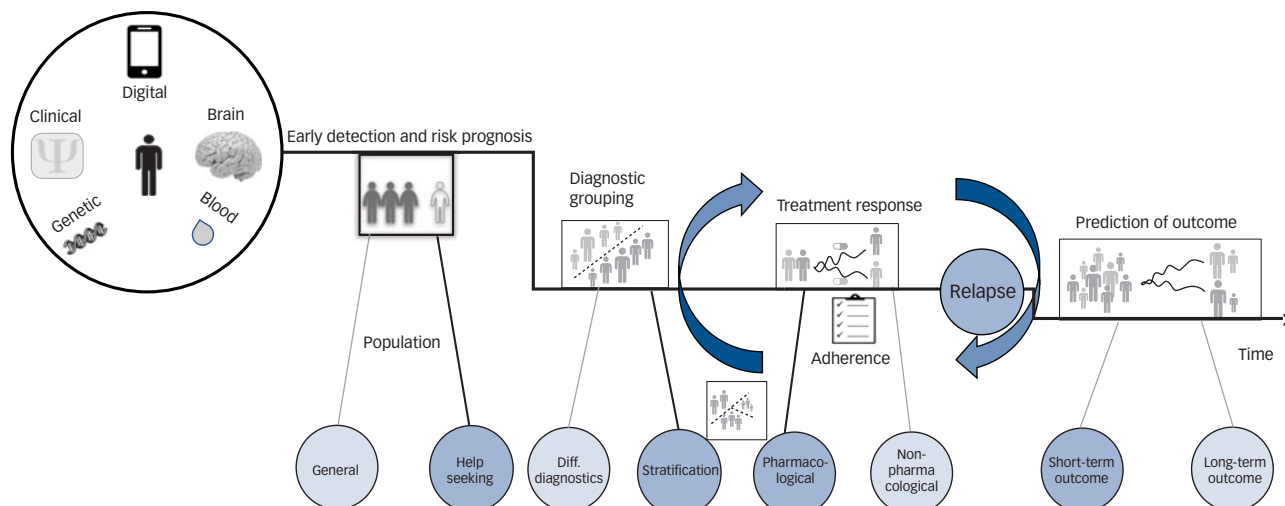 Digital
Clinical
Brain
Genetic
Blood
Early detection and risk prognosis
Diagnostic
grouping
Treatment response
Prediction of outcome
Relapse
Population
Adherence
Time
General
Help
seeking
Diff.
diagnostics
Stratification
Pharmaco-
logical
Non-
pharma
cological
Short-term
outcome
Long-term
outcome